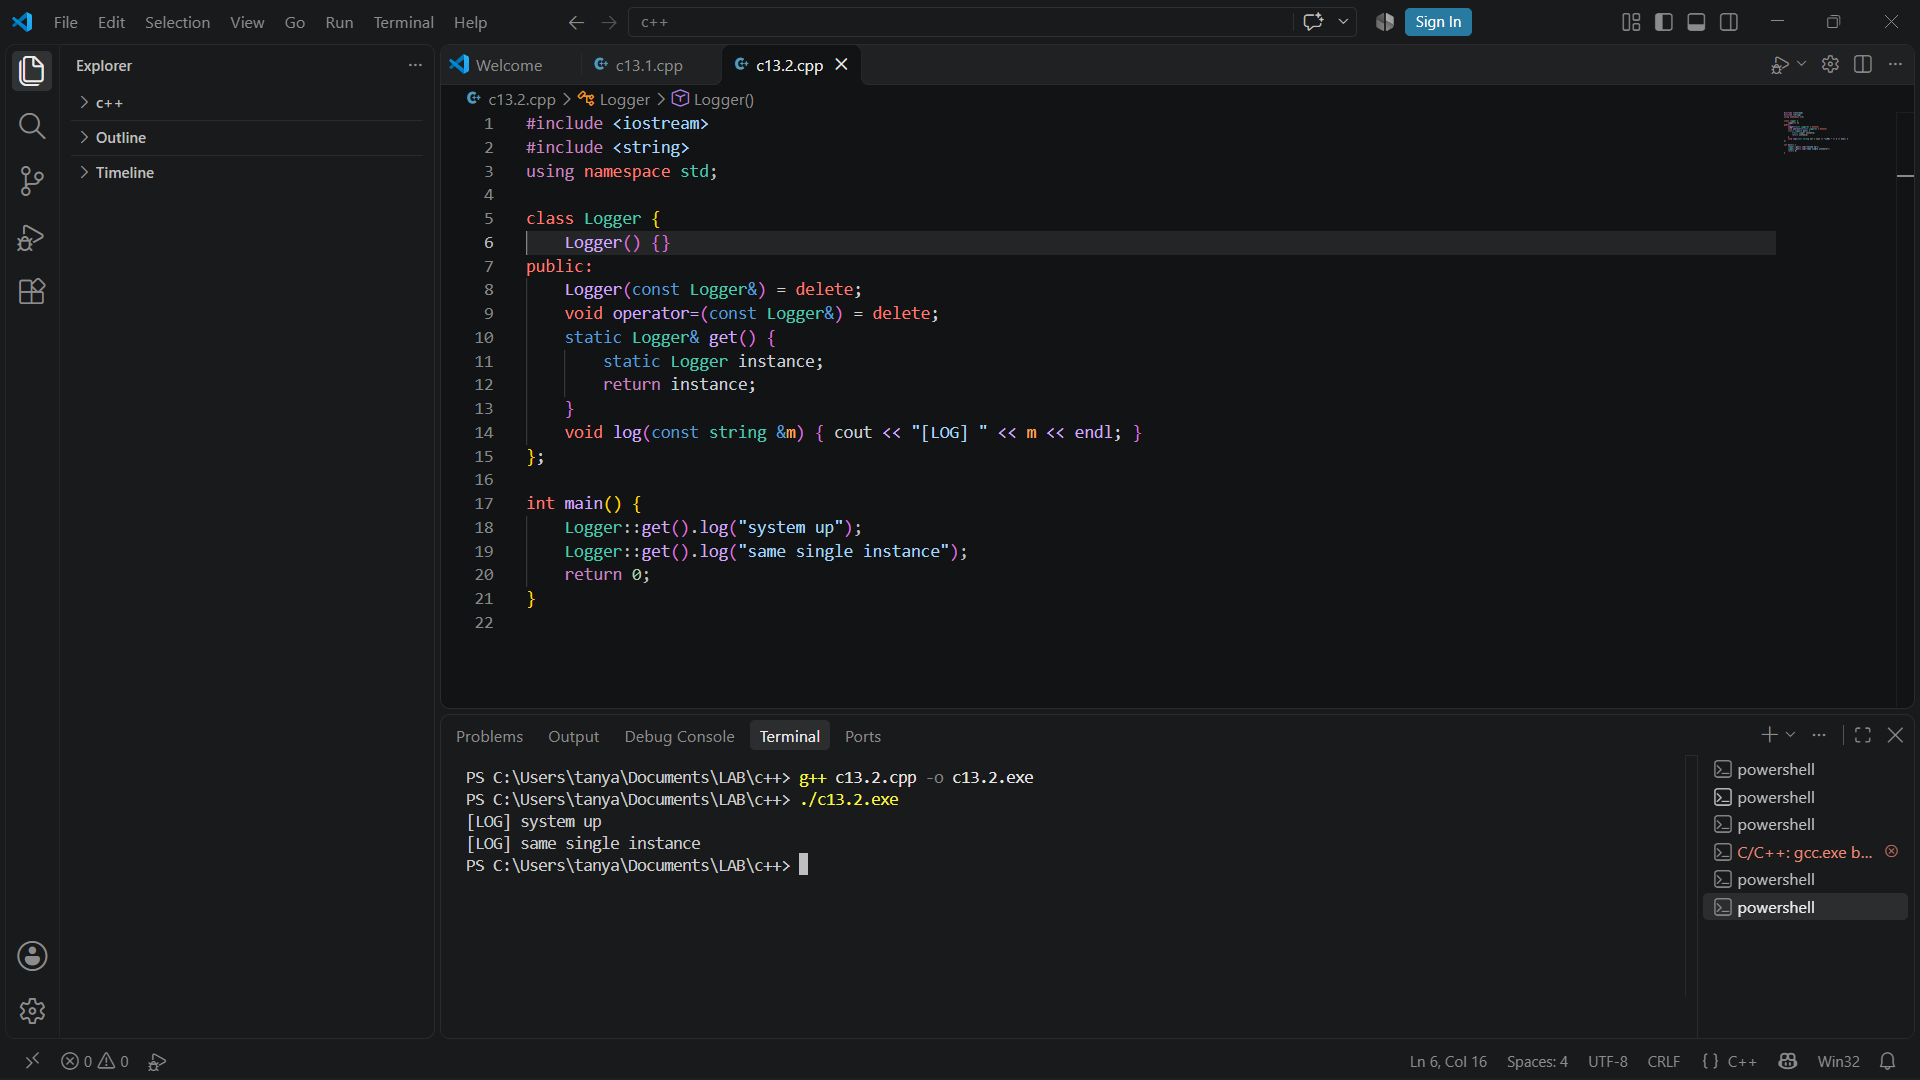 File Edit Selection View Go Run Terminal Help
c++
Sign In
Explorer
c++
Outline
Timeline
Welcome
c13.1.cpp
c13.2.cpp
c13.2.cpp > Logger > Logger()
1 #include <iostream>
2 #include <string>
3 using namespace std;
4
5 class Logger {
6     Logger() {}
7 public:
8     Logger(const Logger&) = delete;
9     void operator=(const Logger&) = delete;
10     static Logger& get() {
11         static Logger instance;
12         return instance;
13     }
14     void log(const string &m) { cout << "[LOG] " << m << endl; }
15 };
16
17 int main() {
18     Logger::get().log("system up");
19     Logger::get().log("same single instance");
20     return 0;
21 }
22
Problems Output Debug Console Terminal Ports
PS C:\Users\tanya\Documents\LAB\c++> g++ c13.2.cpp -o c13.2.exe
PS C:\Users\tanya\Documents\LAB\c++> ./c13.2.exe
[LOG] system up
[LOG] same single instance
PS C:\Users\tanya\Documents\LAB\c++>
powershell
powershell
powershell
C/C++: gcc.exe b...
powershell
powershell
0 0
Ln 6, Col 16 Spaces: 4 UTF-8 CRLF {} C++ Win32